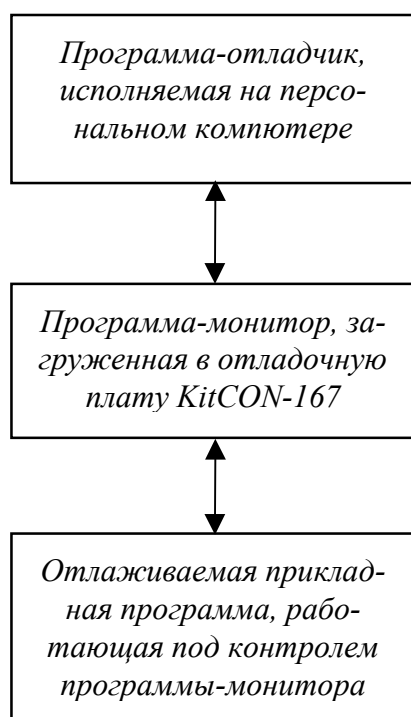 Программа-отладчик,
исполняемая на персо-
нальном компютере
Программа-монитор, за-
груженная в отладочную
плату KitCON-167
Отлаживаемая приклад-
ная программа, рабо-
тающая под контролем
программы-монитора